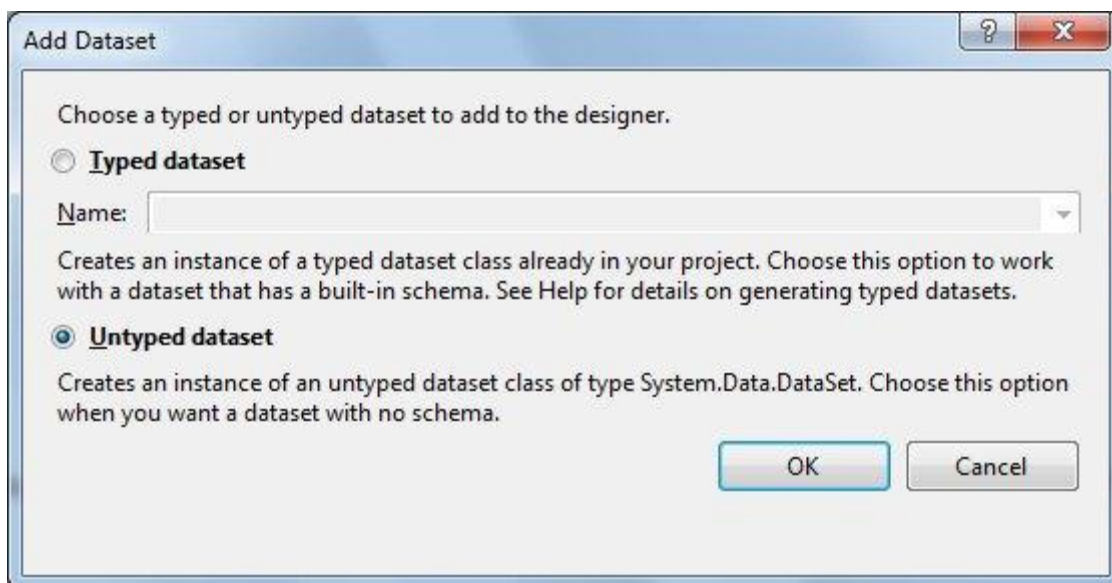 Add Dataset
?
Choose a typed or untyped dataset to add to the designer.
Typed dataset
Name:
Creates an instance of a typed dataset class already in your project. Choose this option to work
with a dataset that has a built-in schema. See Help for details on generating typed datasets.
Untyped dataset
Creates an instance of an untyped dataset class of type System.Data.DataSet. Choose this option
when you want a dataset with no schema.
OK Cancel